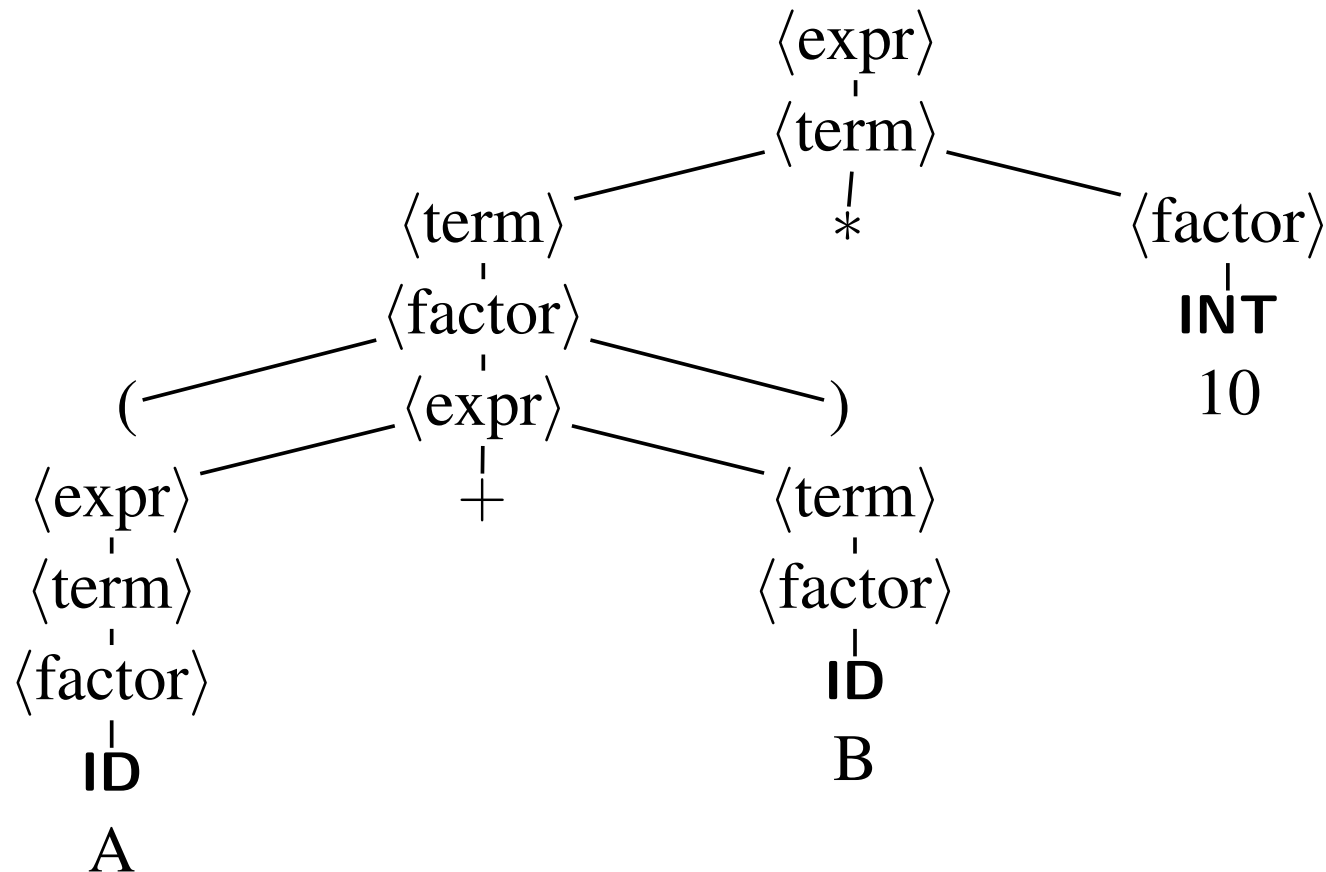 ⟨expr⟩
⟨term⟩
⟨term⟩ * ⟨factor⟩
⟨factor⟩ INT
( ⟨expr⟩ ) 10
⟨expr⟩ + ⟨term⟩
⟨term⟩ ⟨factor⟩
⟨factor⟩ ID
ID B
A